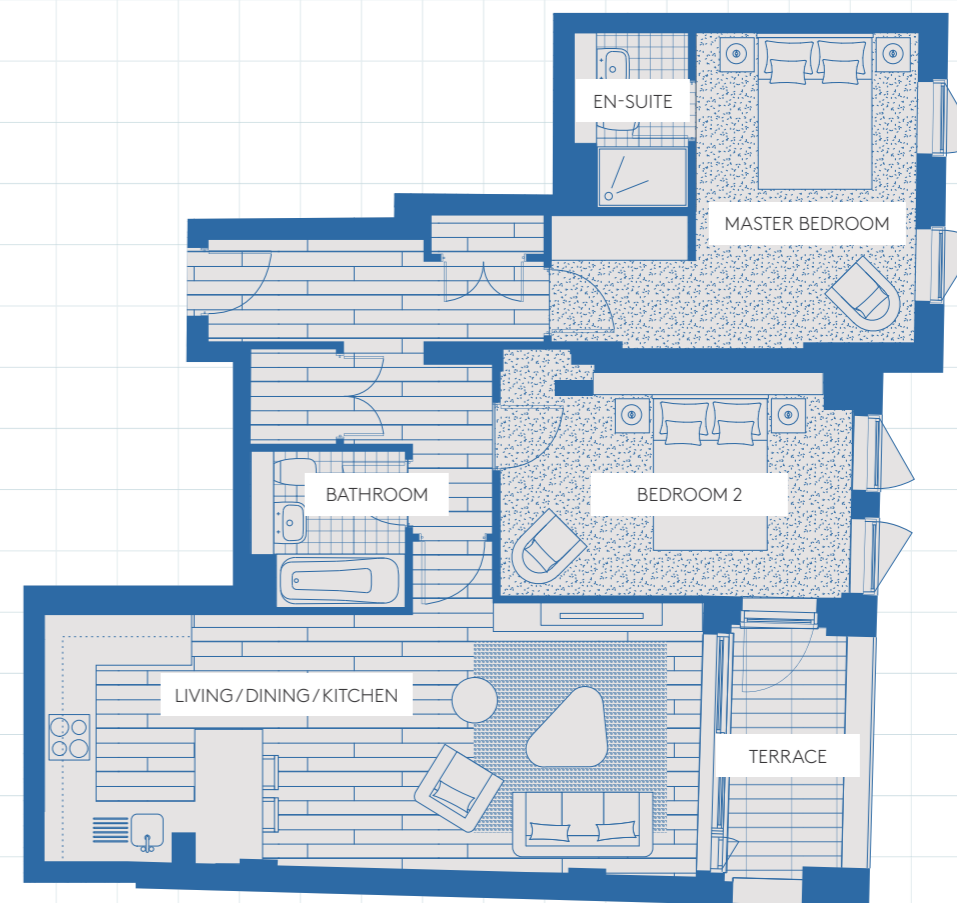 EN-SUITE
MASTER BEDROOM
BATHROOM
BEDROOM 2
LIVING/DINING/KITCHEN
TERRACE